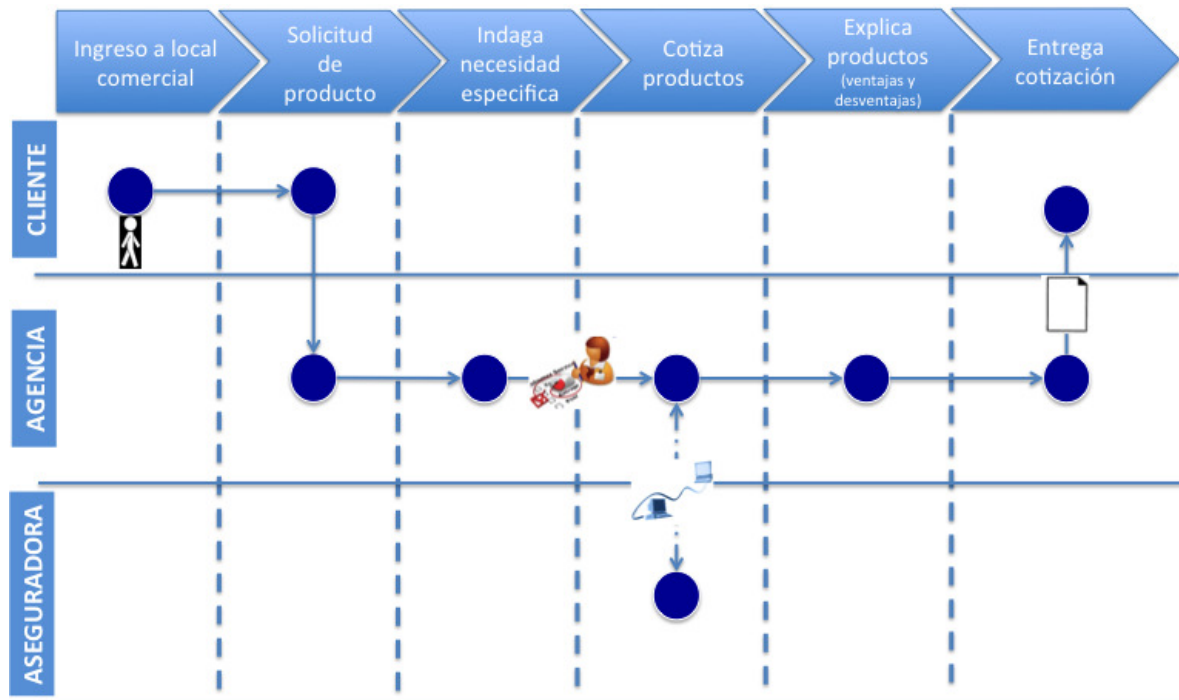 Ingreso a local
comercial
Solicitud
de
producto
Indaga
necesidad
especifica
Cotiza
productos
Explica
productos
(ventajas y
desventajas)
Entrega
cotización
CLIENTE
AGENCIA
ASEGURADORA